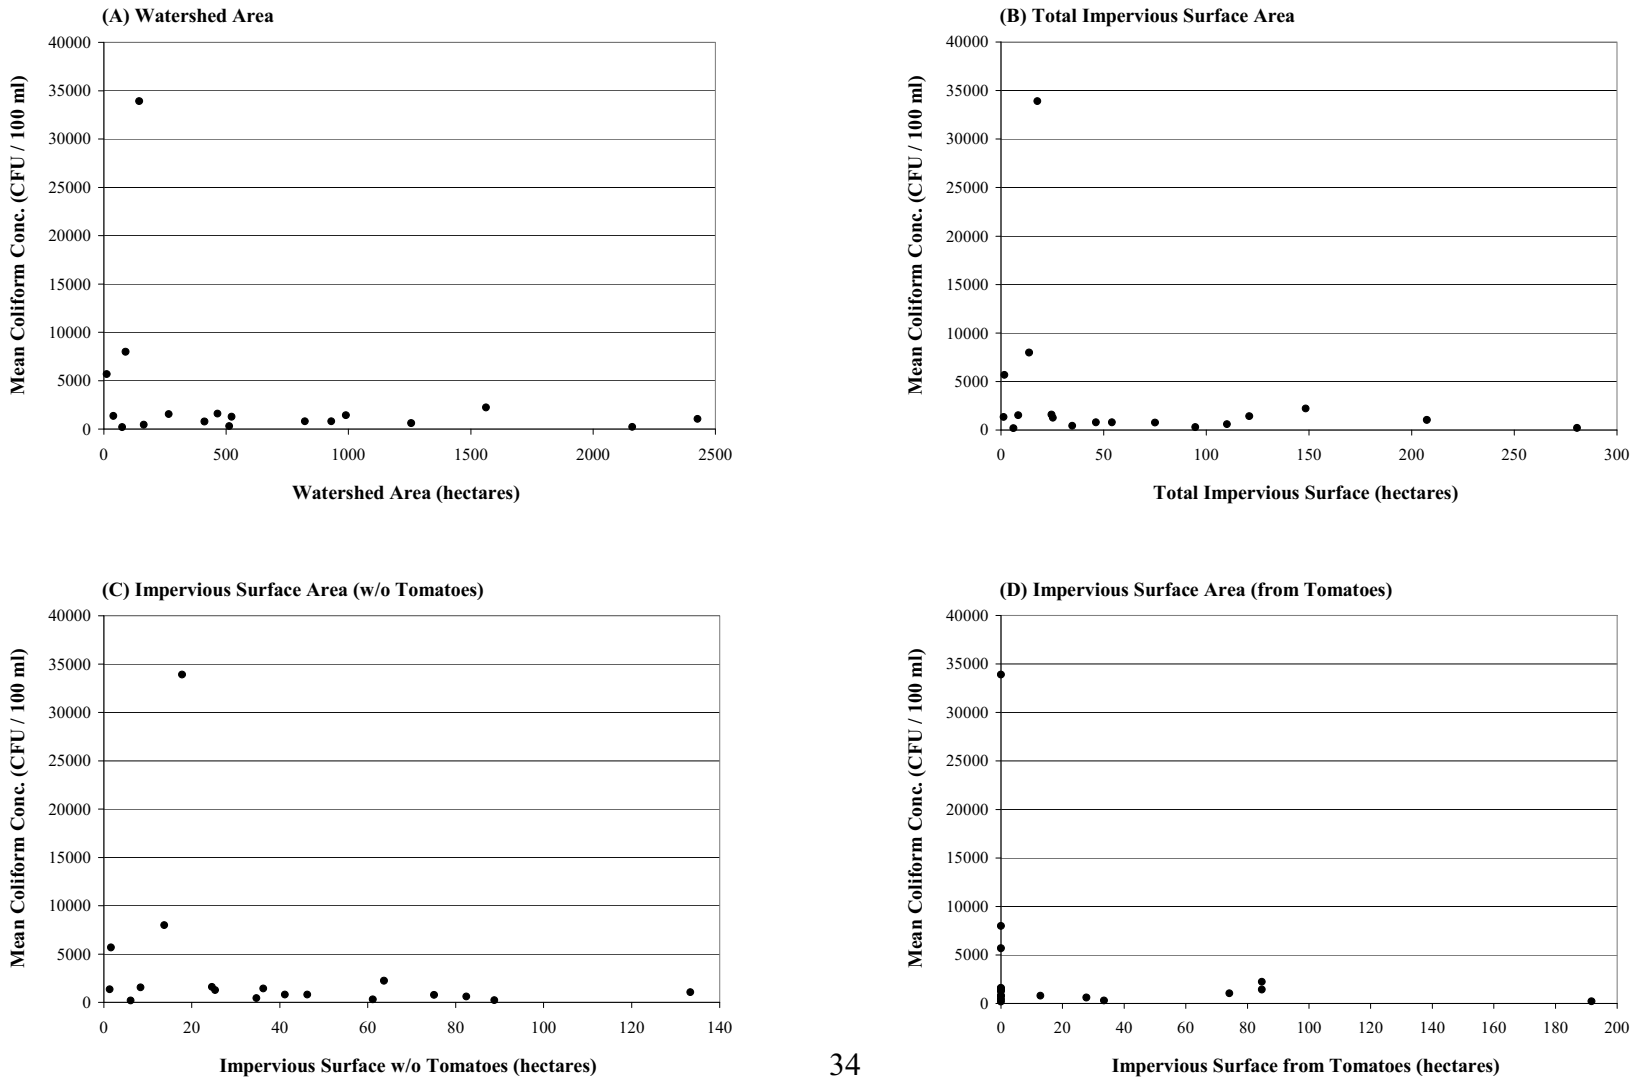 (A) Watershed Area
40000
35000
30000
25000
20000
15000
10000
5000
0
0 500 1000 1500 2000 2500
Mean Coliform Conc. (CFU / 100 ml)
Watershed Area (hectares)
(B) Total Impervious Surface Area
40000
35000
30000
25000
20000
15000
10000
5000
0
0 50 100 150 200 250 300
Mean Coliform Conc. (CFU / 100 ml)
Total Impervious Surface (hectares)
(C) Impervious Surface Area (w/o Tomatoes)
40000
35000
30000
25000
20000
15000
10000
5000
0
0 20 40 60 80 100 120 140
Mean Coliform Conc. (CFU / 100 ml)
Impervious Surface w/o Tomatoes (hectares)
(D) Impervious Surface Area (from Tomatoes)
40000
35000
30000
25000
20000
15000
10000
5000
0
0 20 40 60 80 100 120 140 160 180 200
Mean Coliform Conc. (CFU / 100 ml)
Impervious Surface from Tomatoes (hectares)
34